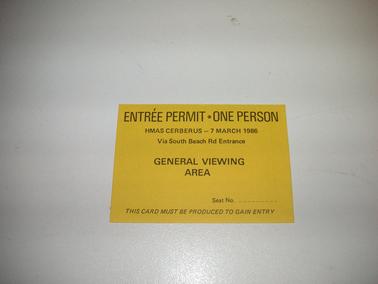 ENTRÉE PERMIT • ONE PERSON
HMAS CERBERUS – 7 MARCH 1986
Via South Beach Rd Entrance
GENERAL VIEWING
AREA
Seat No. ___________
THIS CARD MUST BE PRODUCED TO GAIN ENTRY